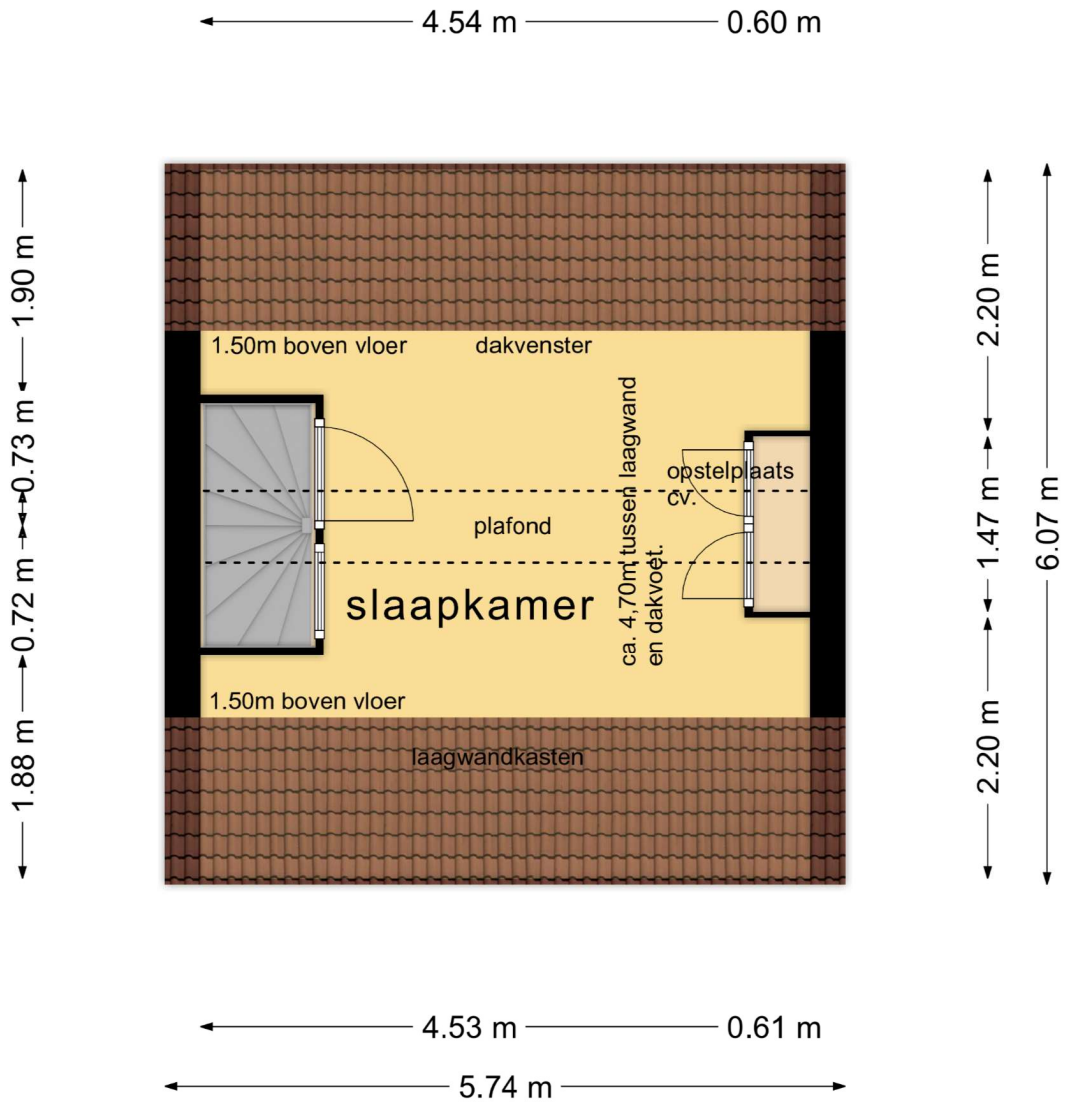 4.54 m
0.60 m
1.90 m
0.73 m
0.72 m
1.88 m
1.50m boven vloer
dakvenster
ca. 4,70m tussen laagwand
en dakvoet.
opstelplaats
cv.
plafond
slaapkamer
1.50m boven vloer
laagwandkasten
2.20 m
1.47 m
2.20 m
6.07 m
4.53 m
0.61 m
5.74 m